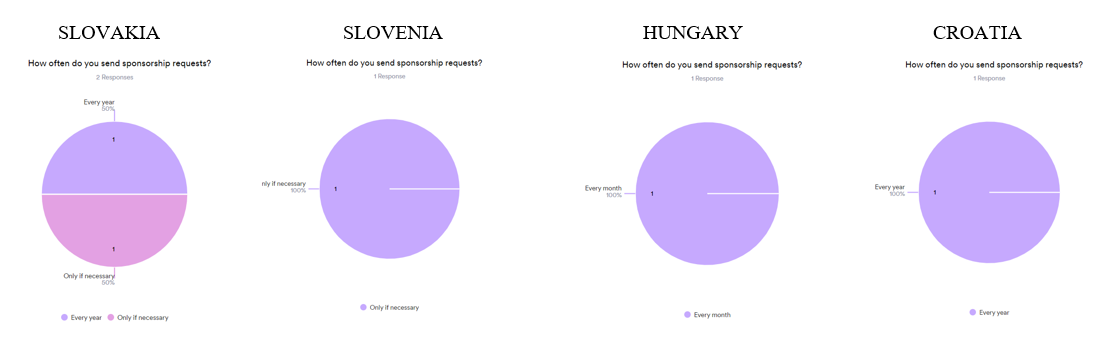 SLOVAKIA
How often do you send sponsorship requests?
2 Responses
Every year
50%
1
1
Only if necessary
50%
Every year
Only if necessary
SLOVENIA
How often do you send sponsorship requests?
1 Response
nly if necessary
100%
1
Only if necessary
HUNGARY
How often do you send sponsorship requests?
1 Response
Every month
100%
1
Every month
CROATIA
How often do you send sponsorship requests?
1 Response
Every year
100%
1
Every year